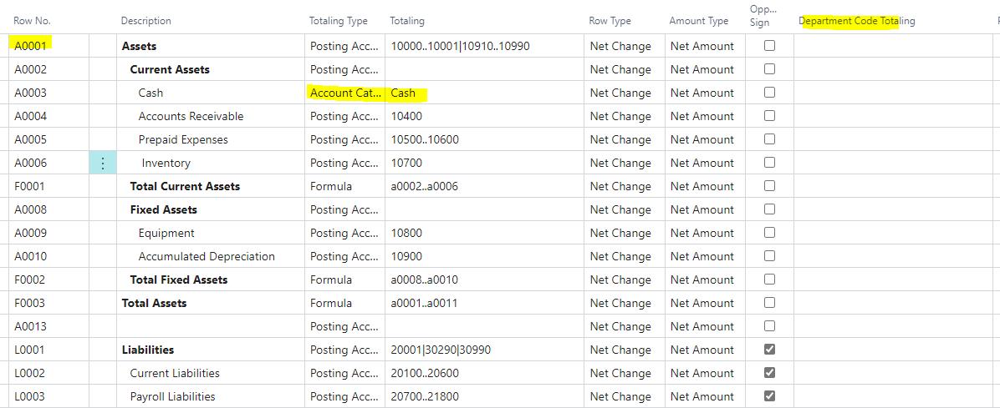 Row No. Description Totaling Type Totaling Row Type Amount Type Opp... Sign Department Code Totaling
A0001 Assets Posting Acc... 10000..10001|10910..10990 Net Change Net Amount
A0002 Current Assets Posting Acc... Net Change Net Amount
A0003 Cash Account Cat... Cash Net Change Net Amount
A0004 Accounts Receivable Posting Acc... 10400 Net Change Net Amount
A0005 Prepaid Expenses Posting Acc... 10500..10600 Net Change Net Amount
A0006 Inventory Posting Acc... 10700 Net Change Net Amount
F0001 Total Current Assets Formula a0002..a0006 Net Change Net Amount
A0008 Fixed Assets Posting Acc... Net Change Net Amount
A0009 Equipment Posting Acc... 10800 Net Change Net Amount
A0010 Accumulated Depreciation Posting Acc... 10900 Net Change Net Amount
F0002 Total Fixed Assets Formula a0008..a0010 Net Change Net Amount
F0003 Total Assets Formula a0001..a0011 Net Change Net Amount
A0013 Posting Acc... Net Change Net Amount
L0001 Liabilities Posting Acc... 20001|30290|30990 Net Change Net Amount
L0002 Current Liabilities Posting Acc... 20100..20600 Net Change Net Amount
L0003 Payroll Liabilities Posting Acc... 20700..21800 Net Change Net Amount